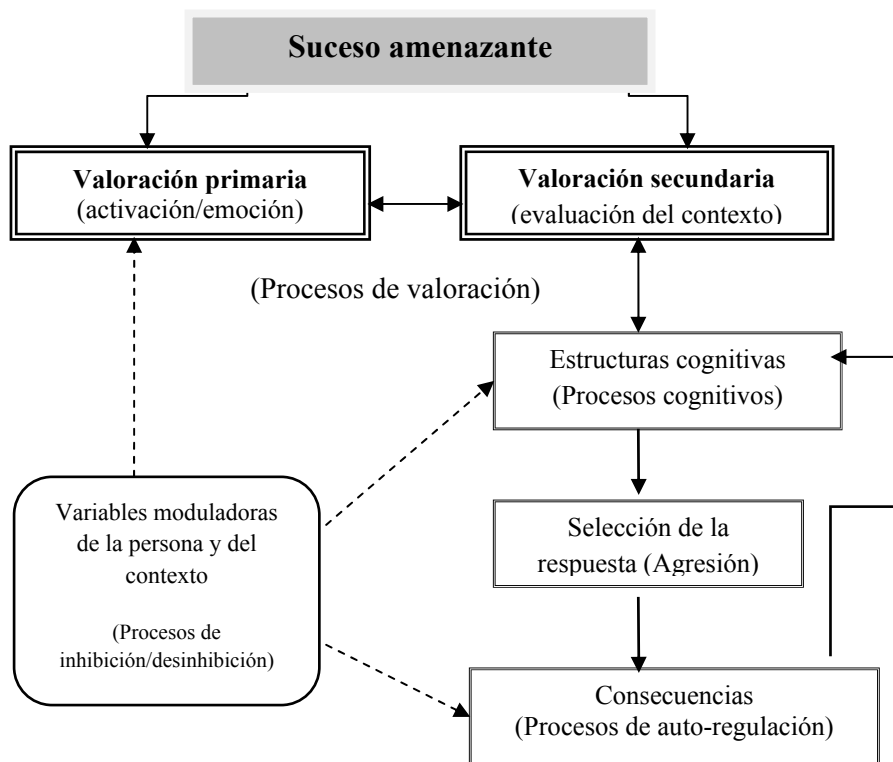 Suceso amenazante
Valoración primaria
(activación/emoción)
Valoración secundaria
(evaluación del contexto)
(Procesos de valoración)
Estructuras cognitivas
(Procesos cognitivos)
Variables moduladoras
de la persona y del
contexto
(Procesos de
inhibición/desinhibición)
Selección de la
respuesta (Agresión)
Consecuencias
(Procesos de auto-regulación)